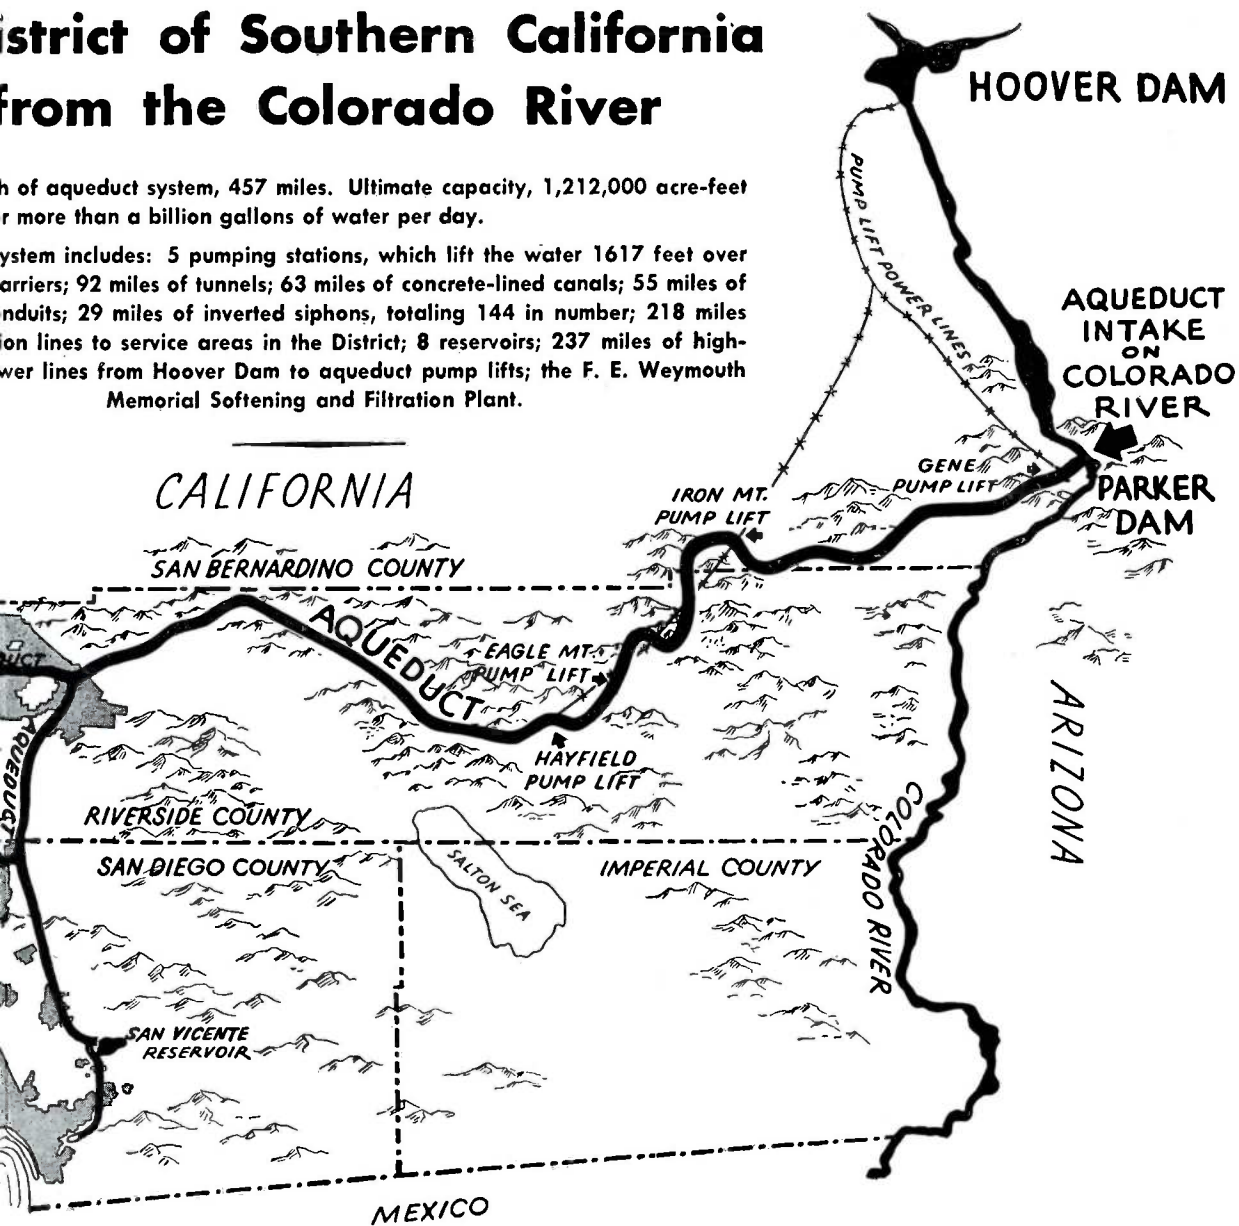 istrict of Southern California
from the Colorado River
h of aqueduct system, 457 miles. Ultimate capacity, 1,212,000 acre-feet
r more than a billion gallons of water per day.
ystem includes: 5 pumping stations, which lift the water 1617 feet over
arriers; 92 miles of tunnels; 63 miles of concrete-lined canals; 55 miles of
nduits; 29 miles of inverted siphons, totaling 144 in number; 218 miles
ion lines to service areas in the District; 8 reservoirs; 237 miles of high-
wer lines from Hoover Dam to aqueduct pump lifts; the F. E. Weymouth
Memorial Softening and Filtration Plant.
HOOVER DAM
PUMP LIFT POWER LINES
AQUEDUCT
INTAKE
ON
COLORADO
RIVER
CALIFORNIA
GENE
PUMP LIFT
PARKER
DAM
IRON MT.
PUMP LIFT
SAN BERNARDINO COUNTY
AQUEDUCT
EAGLE MT.
PUMP LIFT
UCT
HAYFIELD
PUMP LIFT
ARIZONA
AQUEDUCT
RIVERSIDE COUNTY
SAN DIEGO COUNTY
SALTON SEA
IMPERIAL COUNTY
COLORADO RIVER
SAN VICENTE
RESERVOIR
MEXICO